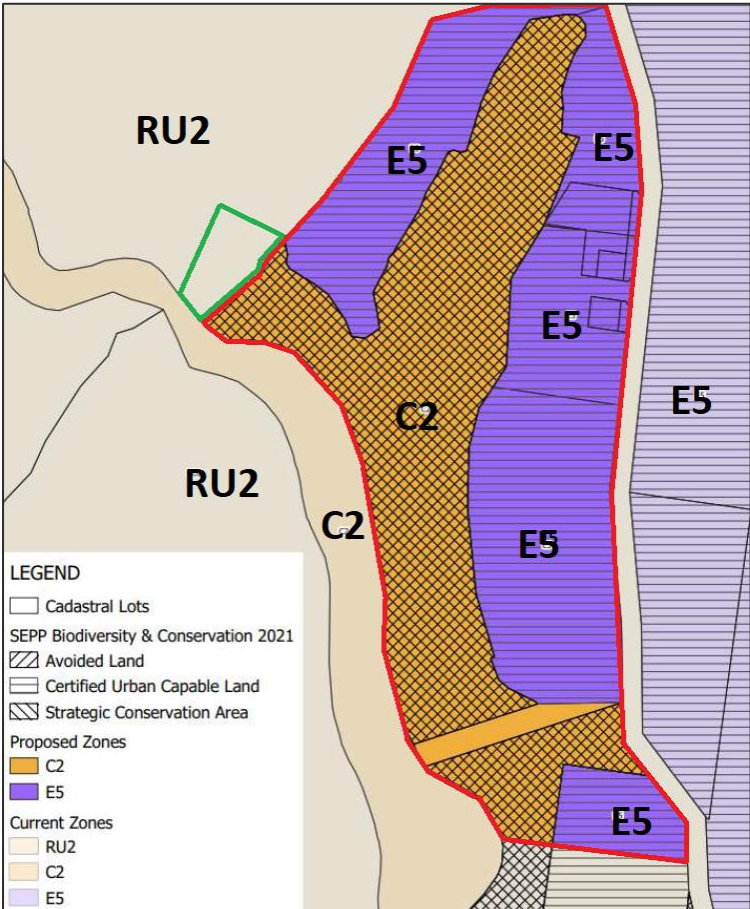 RU2
E5
E5
E5
C2
E5
RU2
C2
E5
E5
LEGEND
Cadastral Lots
SEPP Biodiversity & Conservation 2021
Avoided Land
Certified Urban Capable Land
Strategic Conservation Area
Proposed Zones
C2
E5
Current Zones
RU2
C2
E5